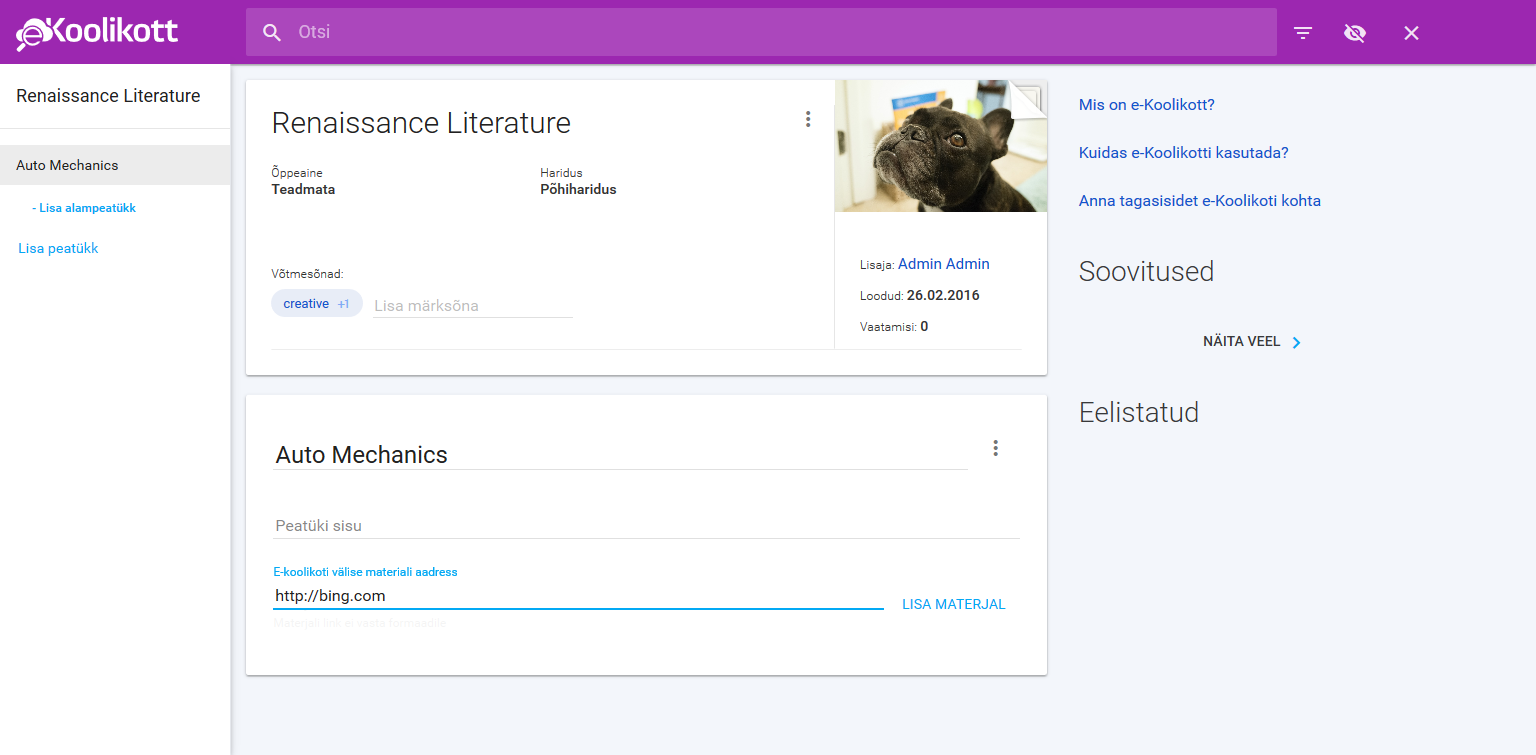 eKoolikott
Otsi
Renaissance Literature
Auto Mechanics
- Lisa alampeatükk
Lisa peatükk
Renaissance Literature
Õppeaine
Teadmata
Haridus
Põhiharidus
Võtmesõnad:
creative +1
Lisa märksõna
Lisaja: Admin Admin
Loodud: 26.02.2016
Vaatamisi: 0
Auto Mechanics
Peatüki sisu
E-koolikoti välise materiali aadress
http://bing.com
LISA MATERJAL
Materjali link ei vasta formaadile
Mis on e-Koolikott?
Kuidas e-Koolikotti kasutada?
Anna tagasisidet e-Koolikoti kohta
Soovitused
NÄITA VEEL
Eelistatud